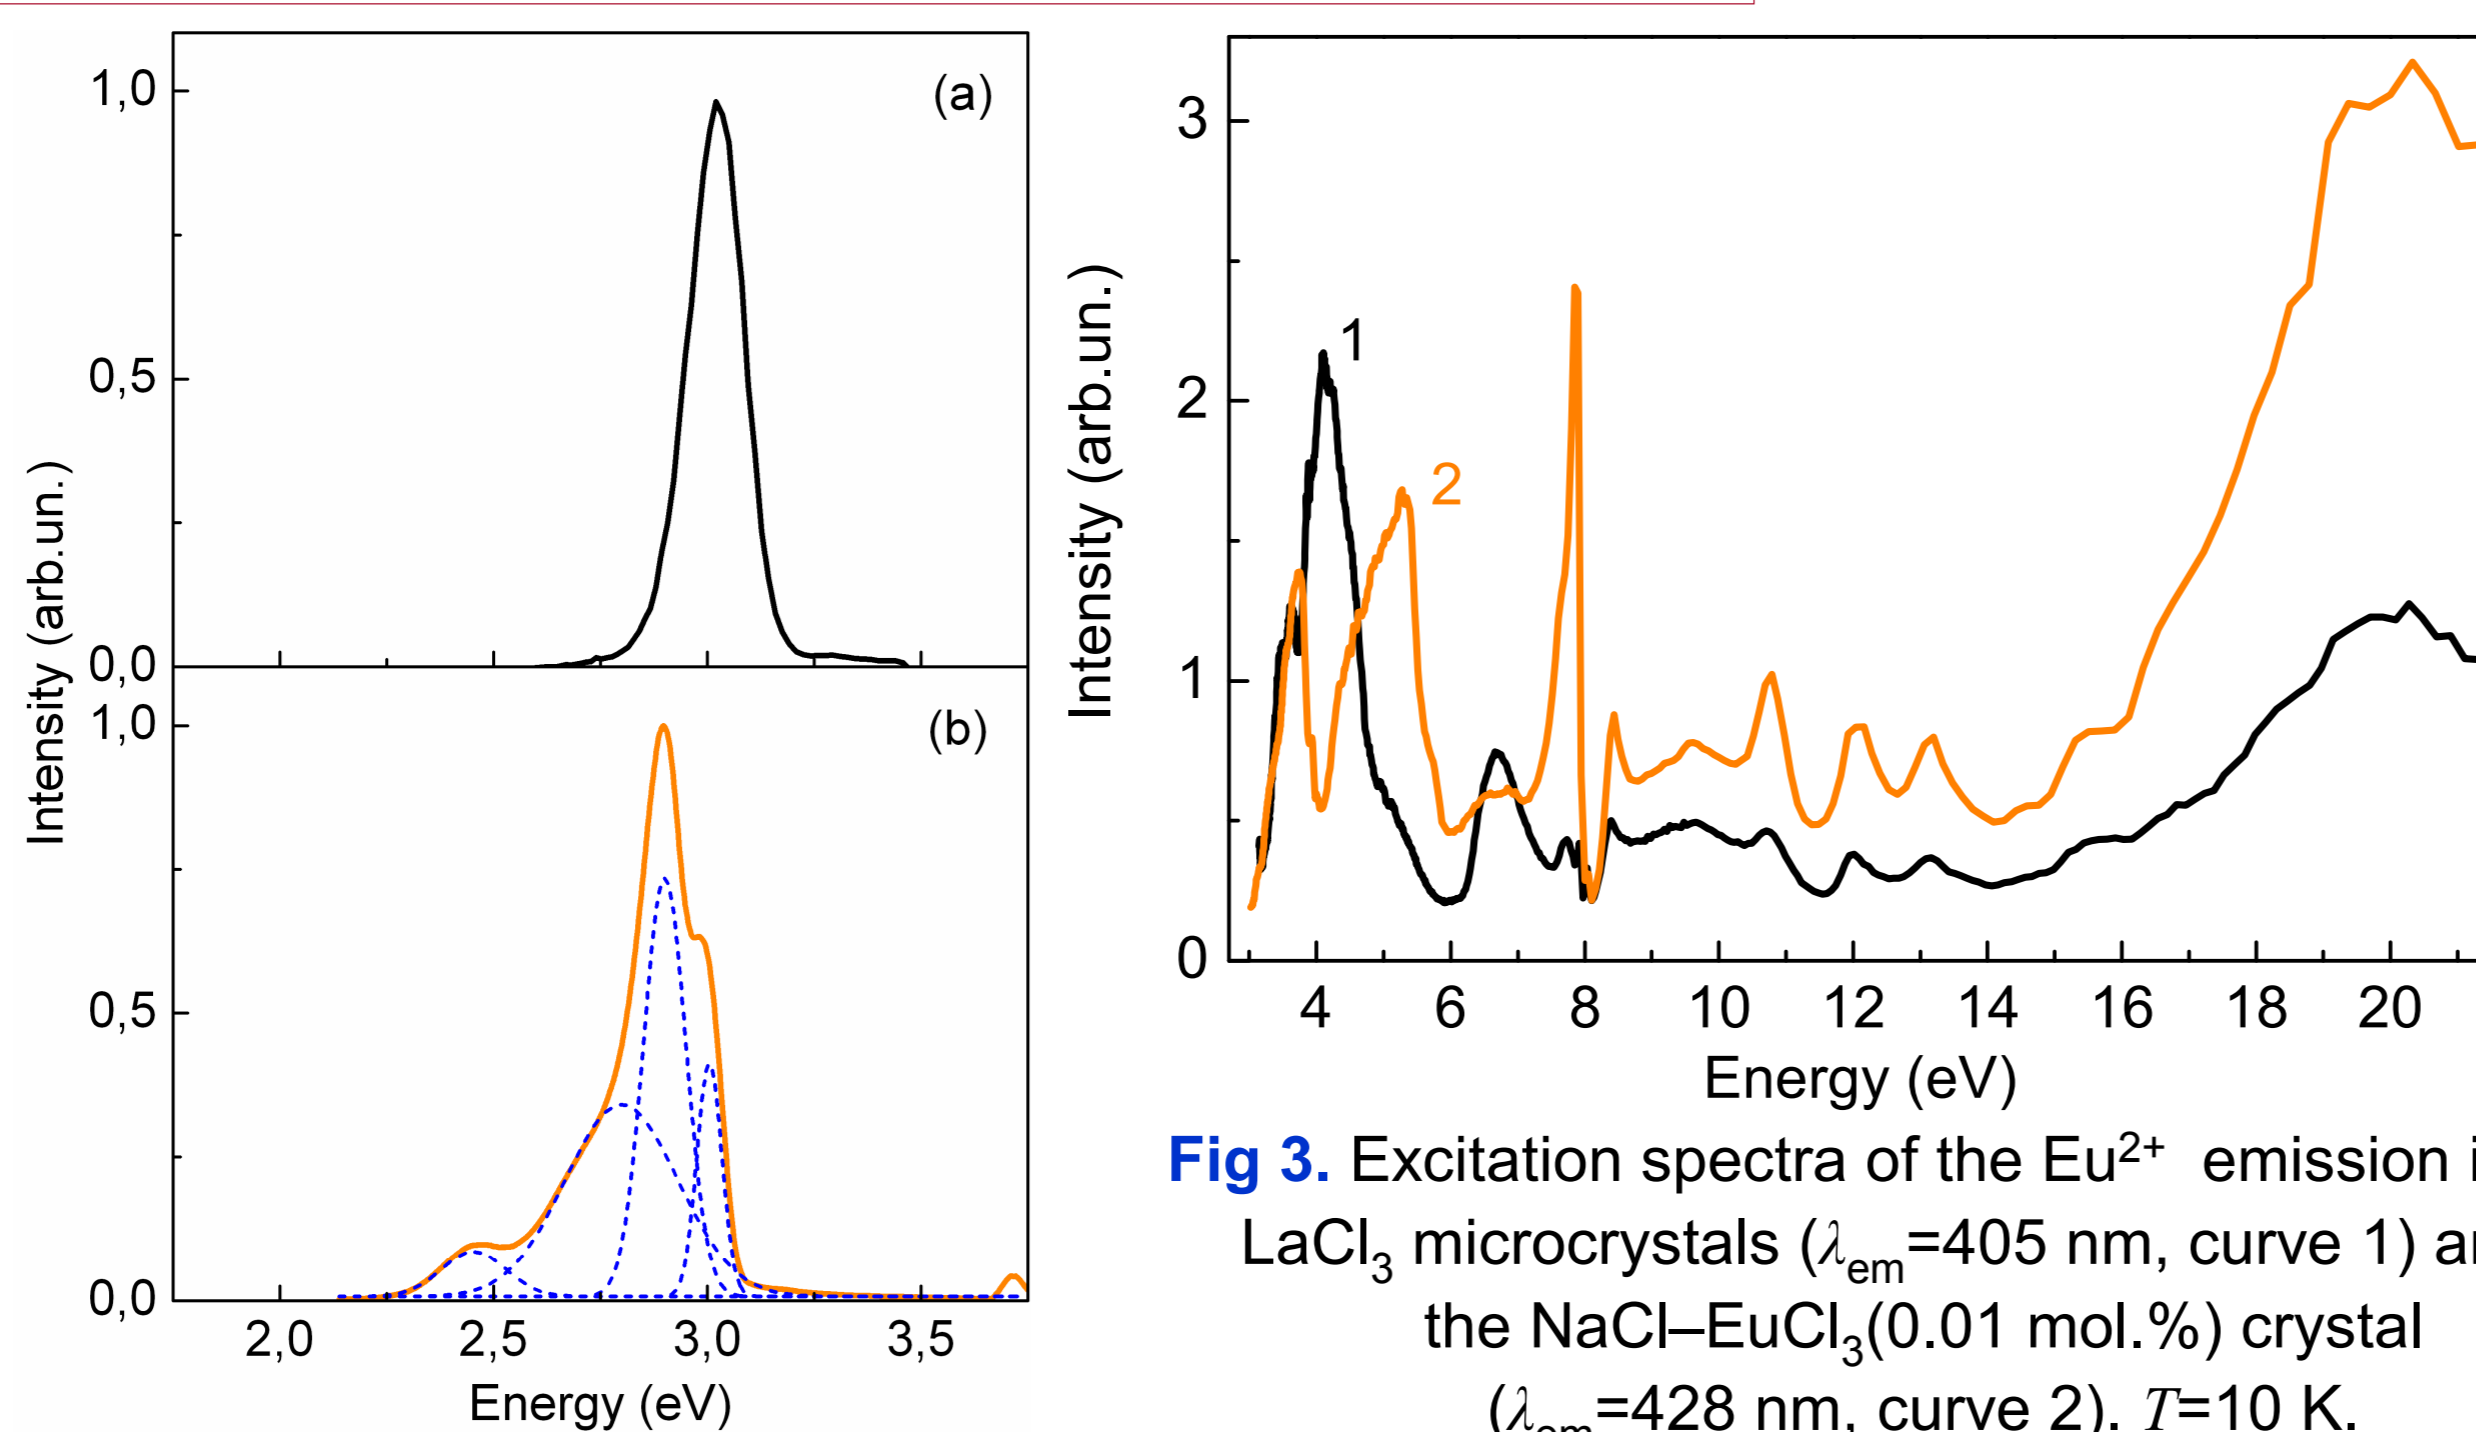 (a)
1,0
0,5
0,0
Intensity (arb.un.)
(b)
1,0
0,5
0,0
2,0 2,5 3,0 3,5
Energy (eV)
3
2
1
0
Intensity (arb.un.)
1
2
4 6 8 10 12 14 16 18 20
Energy (eV)
Fig 3. Excitation spectra of the Eu²⁺ emission
LaCl₃ microcrystals (λem=405 nm, curve 1)
the NaCl–EuCl₃(0.01 mol.%) crystal
(λem=428 nm, curve 2). T=10 K.